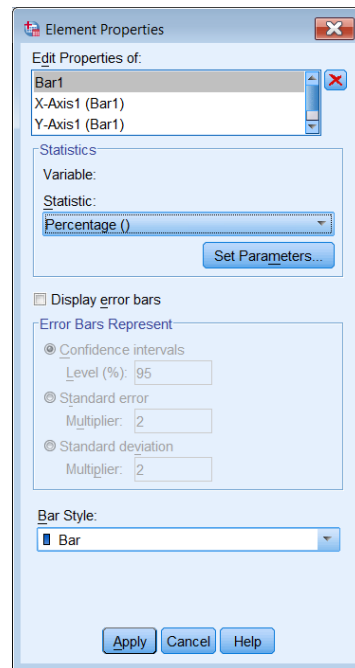 Element Properties
Edit Properties of:
Bar1
X-Axis1 (Bar1)
Y-Axis1 (Bar1)
Statistics
Variable:
Statistic:
Percentage ()
Set Parameters...
Display error bars
Error Bars Represent
Confidence intervals
Level (%): 95
Standard error
Multiplier: 2
Standard deviation
Multiplier: 2
Bar Style:
Bar
Apply Cancel Help